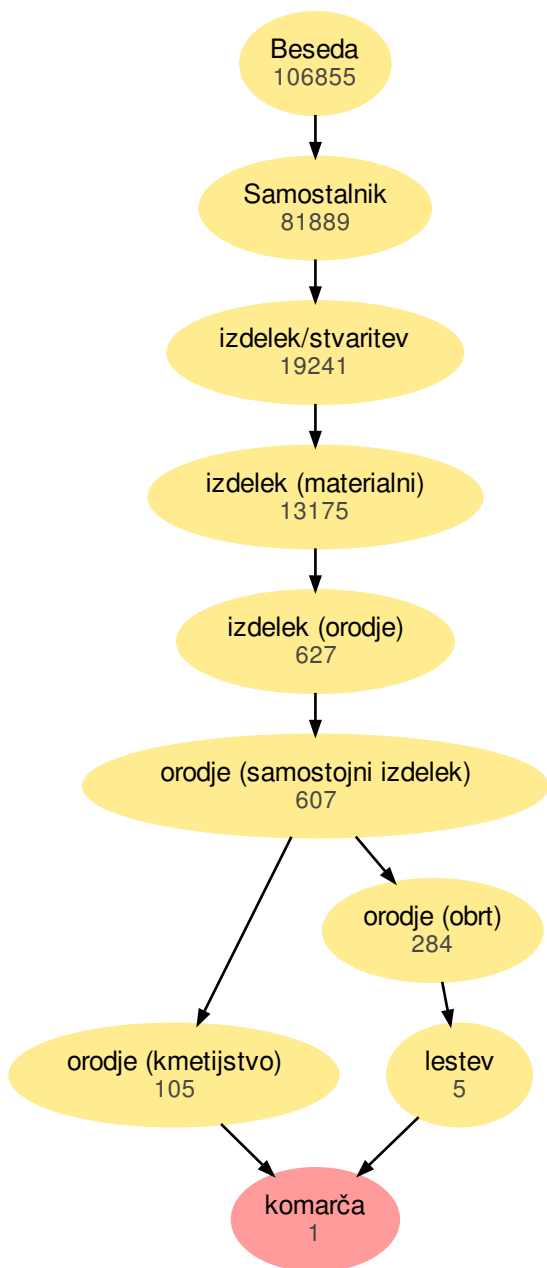 Beseda
106855
Samostalnik
81889
izdelek/stvaritev
19241
izdelek (materialni)
13175
izdelek (orodje)
627
orodje (samostojni izdelek)
607
orodje (obrt)
284
orodje (kmetijstvo)
105
lestev
5
komarča
1